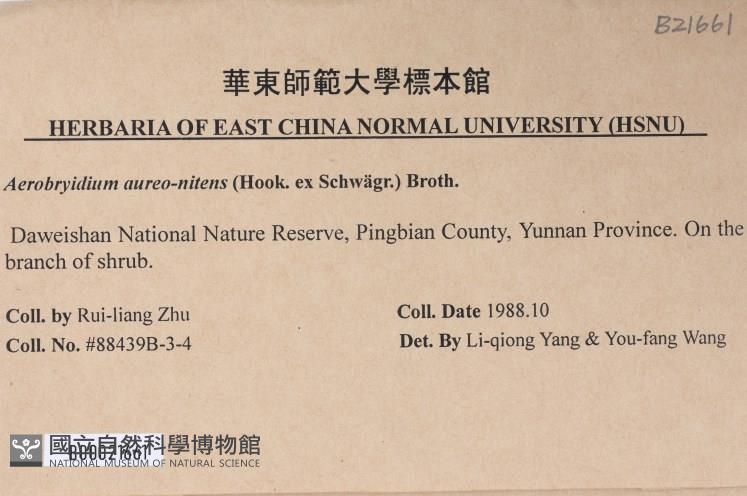 B21661
華東師範大學標本館
HERBARIA OF EAST CHINA NORMAL UNIVERSITY (HSNU)
Aerobryidium aureo-nitens (Hook. ex Schwägr.) Broth.
Daweishan National Nature Reserve, Pingbian County, Yunnan Province. On the
branch of shrub.
Coll. by Rui-liang Zhu
Coll. Date 1988.10
Coll. No. #88439B-3-4
Det. By Li-qiong Yang & You-fang Wang
國立自然科學博物館
NATIONAL MUSEUM OF NATURAL SCIENCE